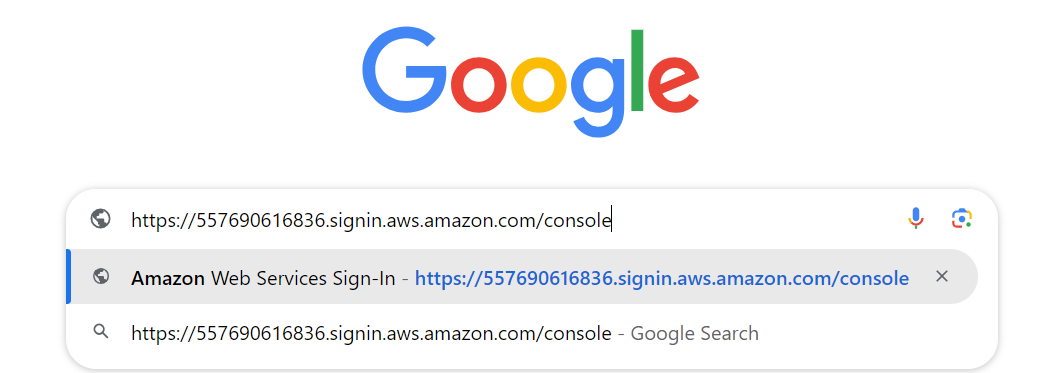 Google
https://557690616836.signin.aws.amazon.com/console
Amazon Web Services Sign-In - https://557690616836.signin.aws.amazon.com/console
https://557690616836.signin.aws.amazon.com/console - Google Search